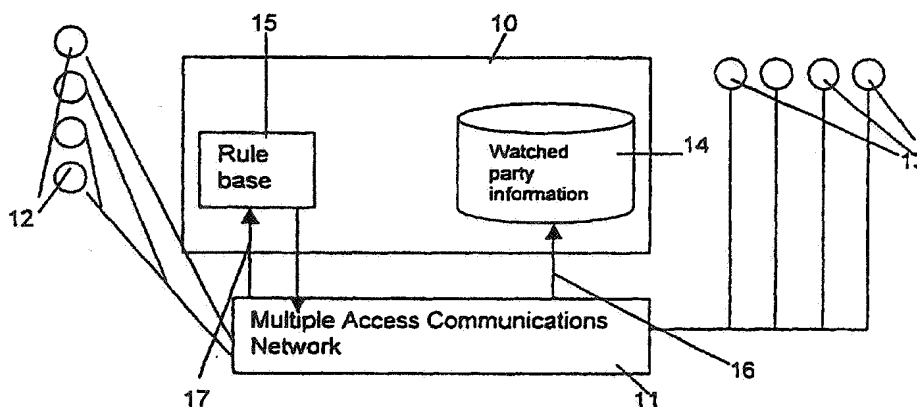 15
10
Rule
base
Watched
party
information
14
13
12
Multiple Access Communications
Network
17
11
16